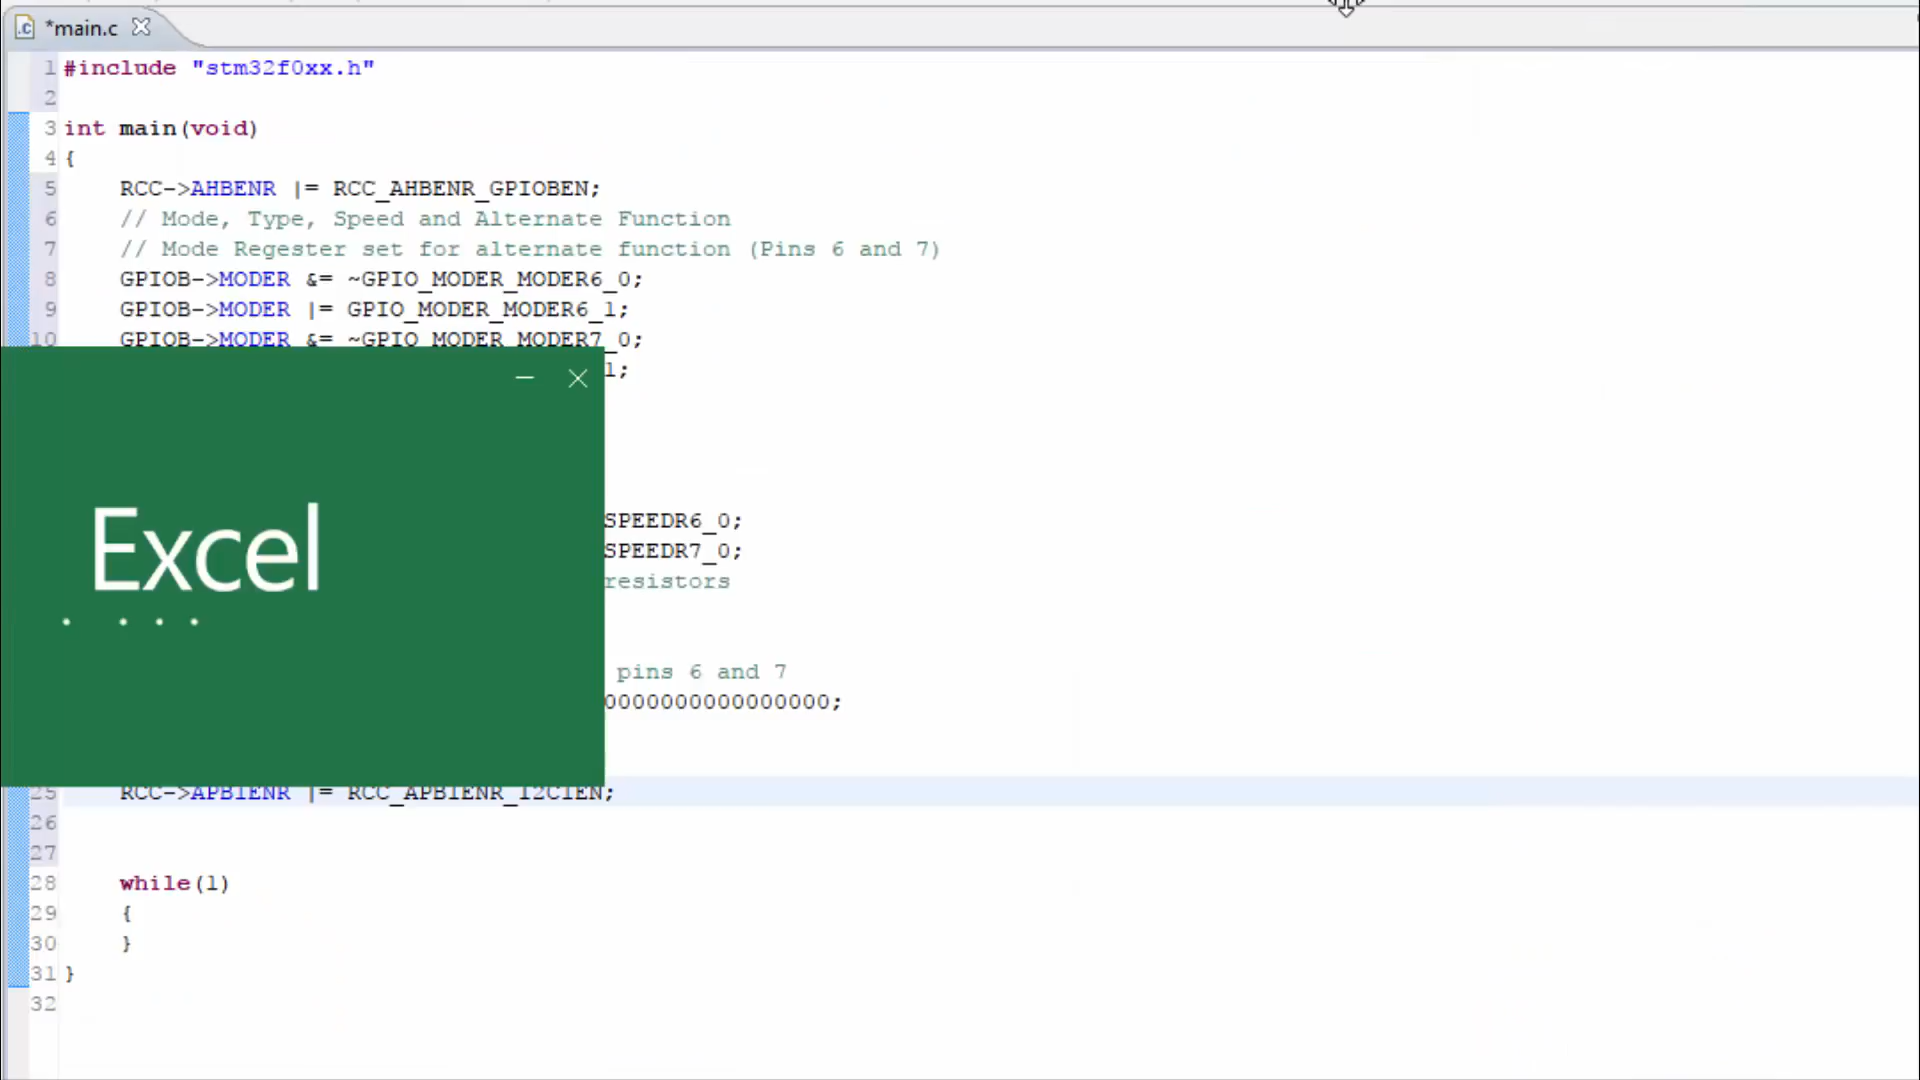 *main.c
1 #include "stm32f0xx.h"
2
3 int main(void)
4 {
5 RCC->AHBENR |= RCC_AHBENR_GPIOBEN;
6 // Mode, Type, Speed and Alternate Function
7 // Mode Regester set for alternate function (Pins 6 and 7)
8 GPIOB->MODER &= ~GPIO_MODER_MODER6_0;
9 GPIOB->MODER |= GPIO_MODER_MODER6_1;
10 GPIOB->MODER &= ~GPIO_MODER_MODER7_0;
1;
SPEEDR6_0;
SPEEDR7_0;
resistors
Excel
pins 6 and 7
0000000000000000;
25 RCC->APB1ENR |= RCC_APB1ENR_I2C1EN;
26
27
28 while(1)
29 {
30 }
31 }
32